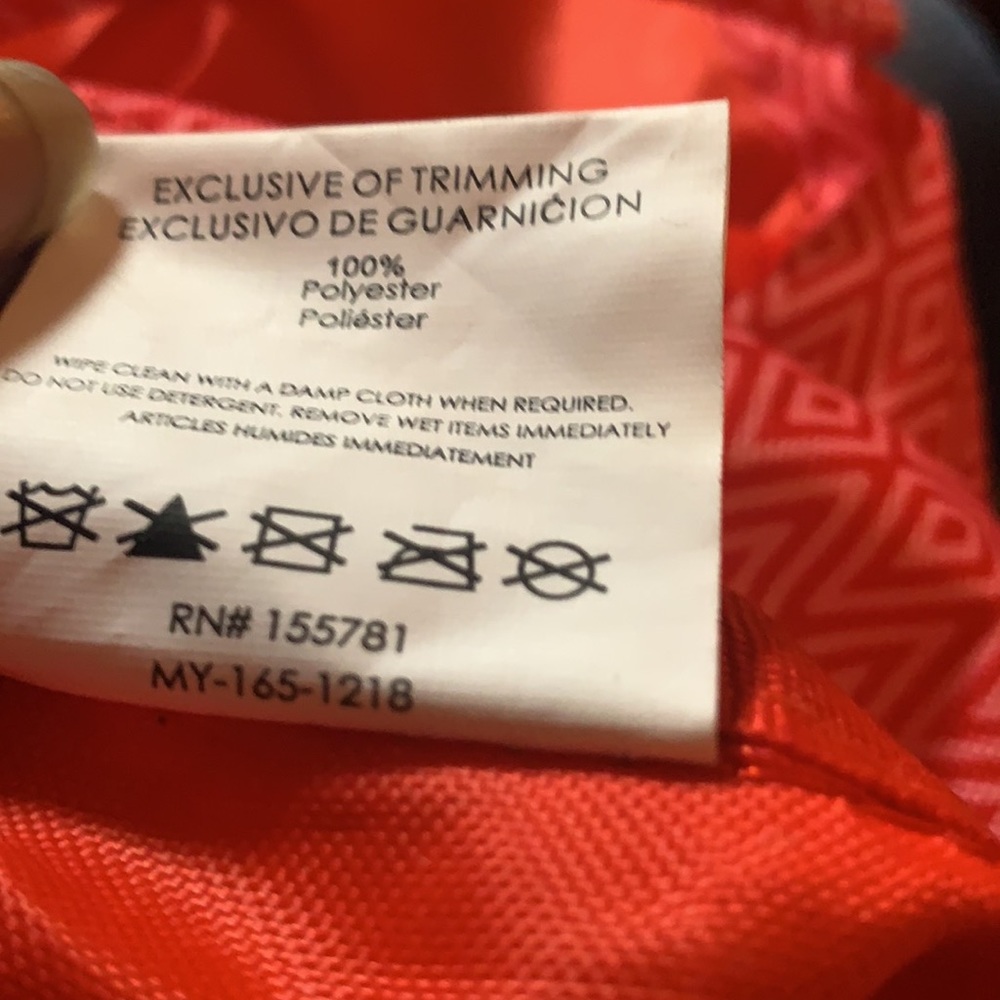 EXCLUSIVE OF TRIMMING
EXCLUSIVO DE GUARNIĆION
100%
Polyester
Poliéster
WIPE CLEAN WITH A DAMP CLOTH WHEN REQUIRED.
DO NOT USE DETERGENT. REMOVE WET ITEMS IMMEDIATELY
ARTICLES HUMIDES IMMEDIATEMENT
RN# 155781
MY-165-1218